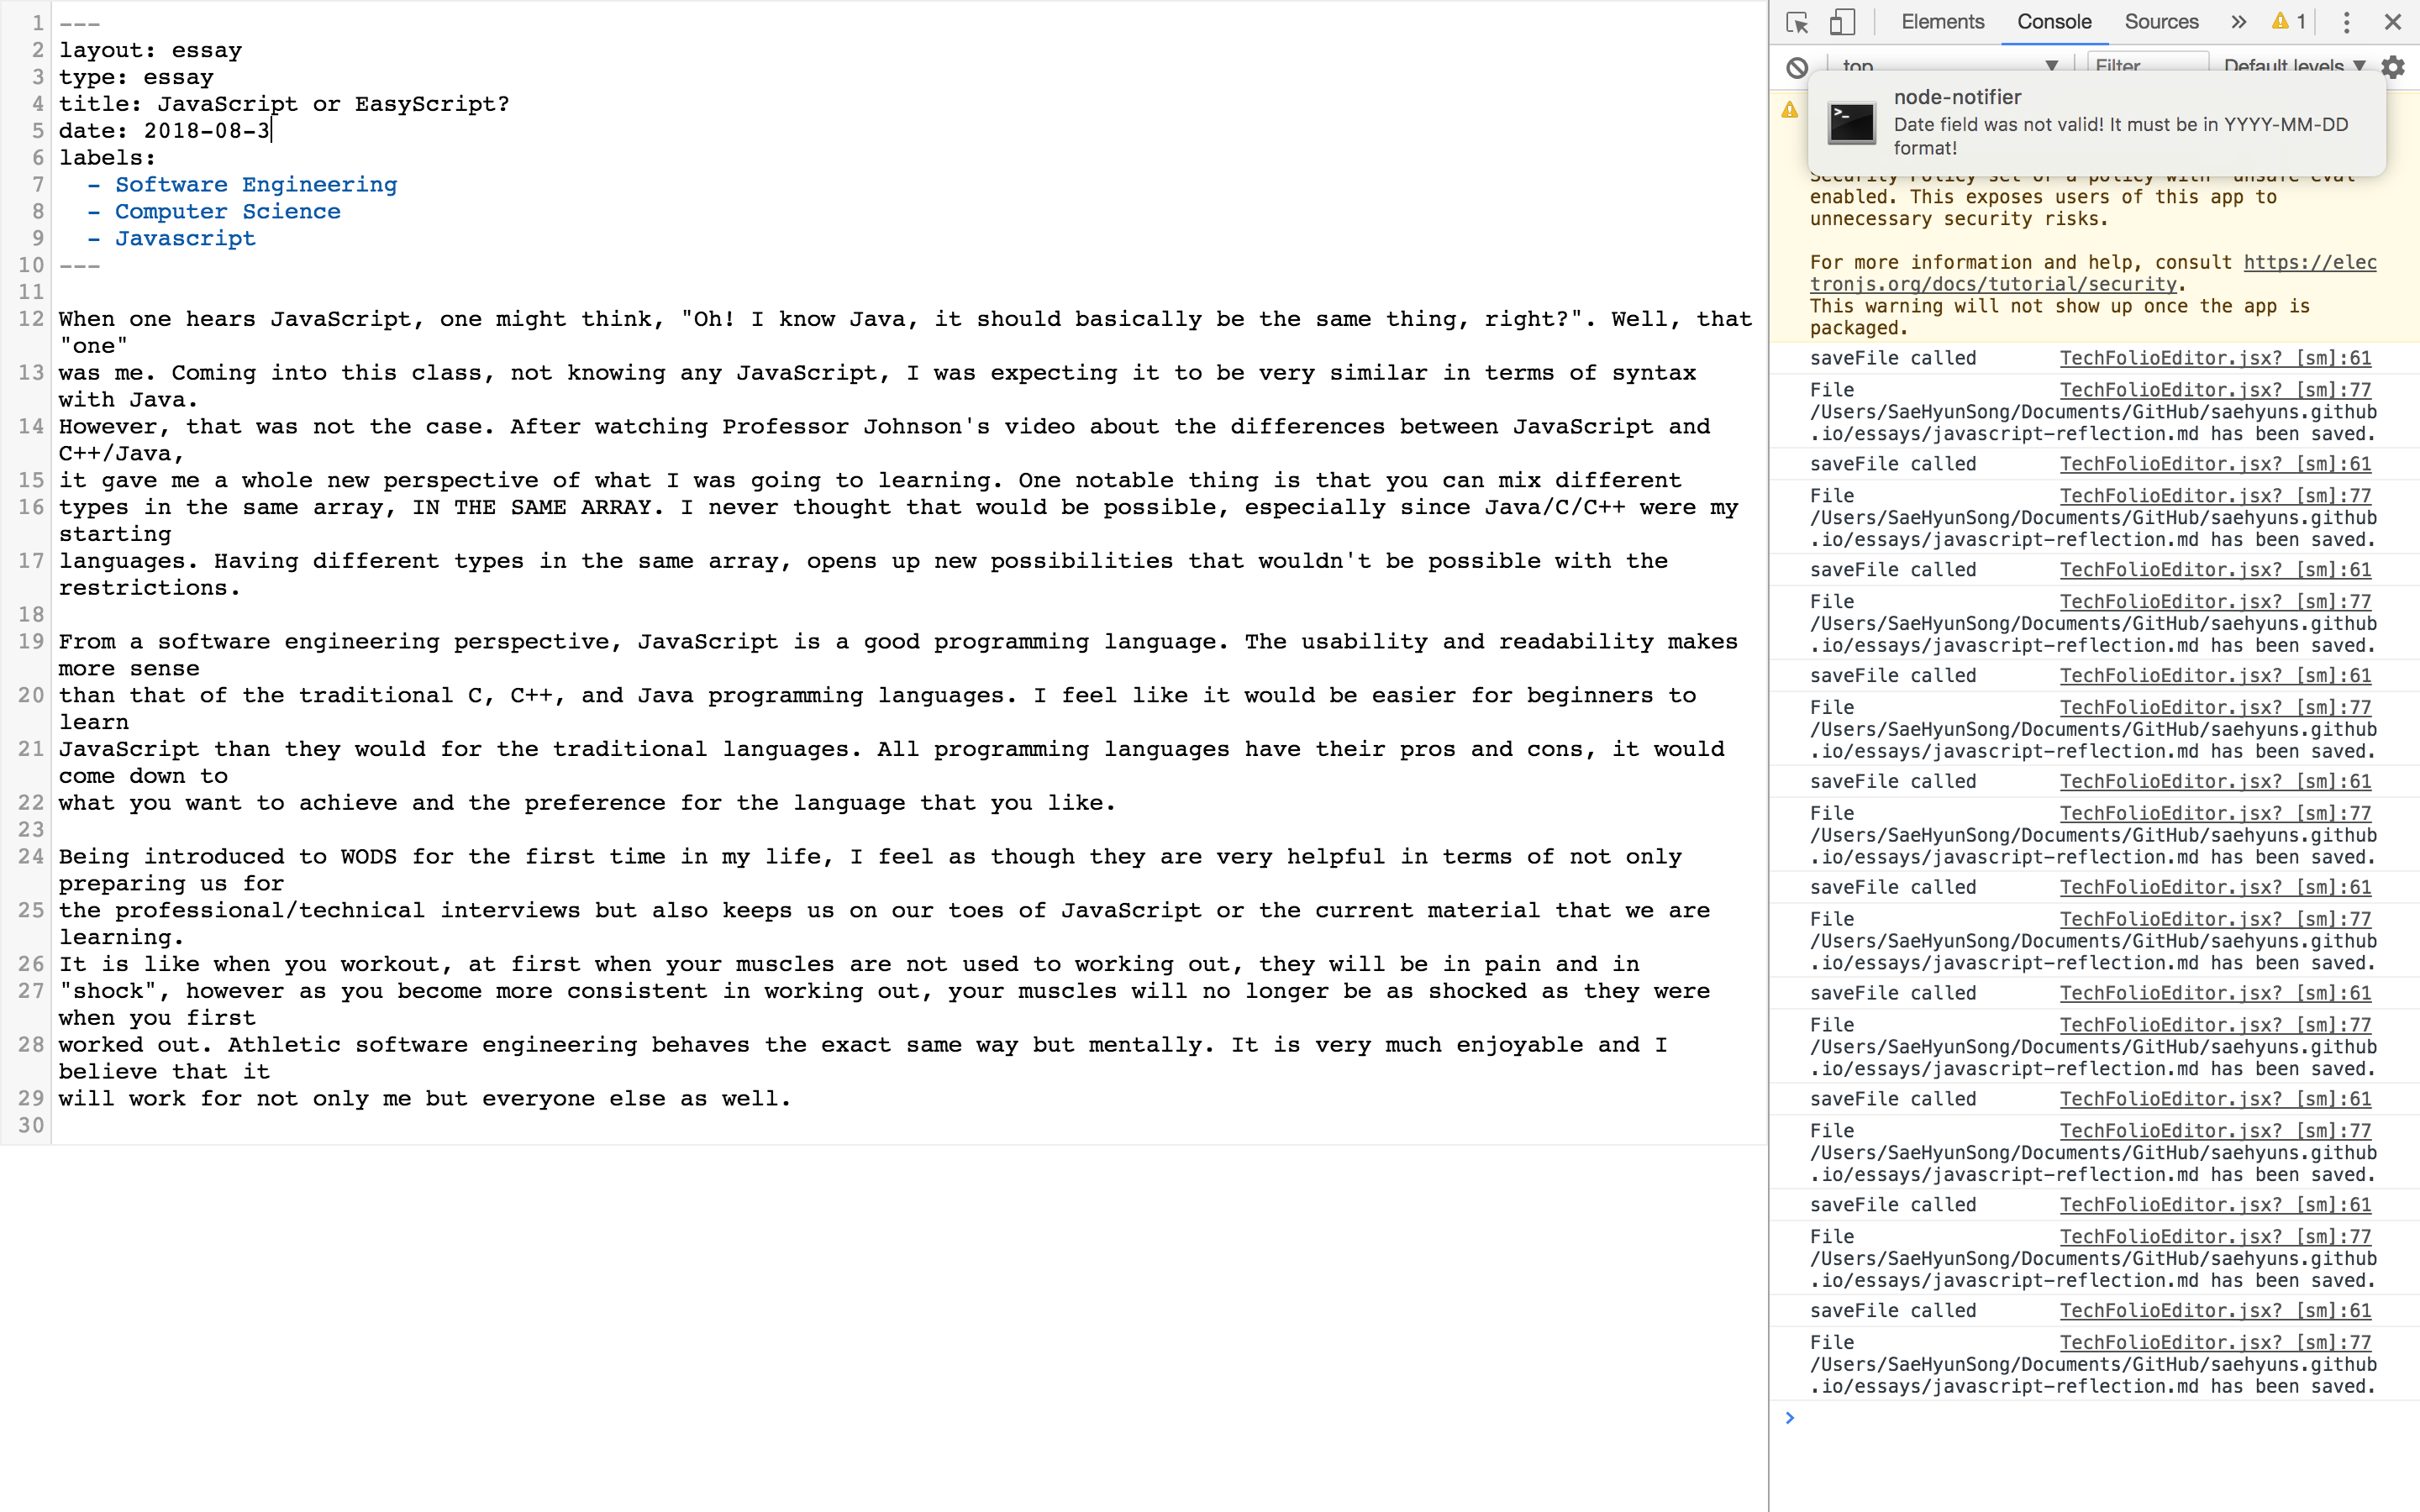 1 ---
2 layout: essay
3 type: essay
4 title: JavaScript or EasyScript?
5 date: 2018-08-3
6 labels:
7 - Software Engineering
8 - Computer Science
9 - Javascript
10 ---
11
12 When one hears JavaScript, one might think, "Oh! I know Java, it should basically be the same thing, right?". Well, that
"one"
13 was me. Coming into this class, not knowing any JavaScript, I was expecting it to be very similar in terms of syntax
with Java.
14 However, that was not the case. After watching Professor Johnson's video about the differences between JavaScript and
C++/Java,
15 it gave me a whole new perspective of what I was going to learning. One notable thing is that you can mix different
16 types in the same array, IN THE SAME ARRAY. I never thought that would be possible, especially since Java/C/C++ were my
starting
17 languages. Having different types in the same array, opens up new possibilities that wouldn't be possible with the
restrictions.
18
19 From a software engineering perspective, JavaScript is a good programming language. The usability and readability makes
more sense
20 than that of the traditional C, C++, and Java programming languages. I feel like it would be easier for beginners to
learn
21 JavaScript than they would for the traditional languages. All programming languages have their pros and cons, it would
come down to
22 what you want to achieve and the preference for the language that you like.
23
24 Being introduced to WODS for the first time in my life, I feel as though they are very helpful in terms of not only
preparing us for
25 the professional/technical interviews but also keeps us on our toes of JavaScript or the current material that we are
learning.
26 It is like when you workout, at first when your muscles are not used to working out, they will be in pain and in
27 "shock", however as you become more consistent in working out, your muscles will no longer be as shocked as they were
when you first
28 worked out. Athletic software engineering behaves the exact same way but mentally. It is very much enjoyable and I
believe that it
29 will work for not only me but everyone else as well.
30
Elements Console Sources » 1
top Filter Default levels
node-notifier
Date field was not valid! It must be in YYYY-MM-DD
format!
Security Policy set or a policy with "unsafe-eval"
enabled. This exposes users of this app to
unnecessary security risks.
For more information and help, consult https://elec
tronjs.org/docs/tutorial/security.
This warning will not show up once the app is
packaged.
saveFile called TechFolioEditor.jsx? [sm]:61
File TechFolioEditor.jsx? [sm]:77
/Users/SaeHyunSong/Documents/GitHub/saehyuns.github
.io/essays/javascript-reflection.md has been saved.
saveFile called TechFolioEditor.jsx? [sm]:61
File TechFolioEditor.jsx? [sm]:77
/Users/SaeHyunSong/Documents/GitHub/saehyuns.github
.io/essays/javascript-reflection.md has been saved.
saveFile called TechFolioEditor.jsx? [sm]:61
File TechFolioEditor.jsx? [sm]:77
/Users/SaeHyunSong/Documents/GitHub/saehyuns.github
.io/essays/javascript-reflection.md has been saved.
saveFile called TechFolioEditor.jsx? [sm]:61
File TechFolioEditor.jsx? [sm]:77
/Users/SaeHyunSong/Documents/GitHub/saehyuns.github
.io/essays/javascript-reflection.md has been saved.
saveFile called TechFolioEditor.jsx? [sm]:61
File TechFolioEditor.jsx? [sm]:77
/Users/SaeHyunSong/Documents/GitHub/saehyuns.github
.io/essays/javascript-reflection.md has been saved.
saveFile called TechFolioEditor.jsx? [sm]:61
File TechFolioEditor.jsx? [sm]:77
/Users/SaeHyunSong/Documents/GitHub/saehyuns.github
.io/essays/javascript-reflection.md has been saved.
saveFile called TechFolioEditor.jsx? [sm]:61
File TechFolioEditor.jsx? [sm]:77
/Users/SaeHyunSong/Documents/GitHub/saehyuns.github
.io/essays/javascript-reflection.md has been saved.
saveFile called TechFolioEditor.jsx? [sm]:61
File TechFolioEditor.jsx? [sm]:77
/Users/SaeHyunSong/Documents/GitHub/saehyuns.github
.io/essays/javascript-reflection.md has been saved.
saveFile called TechFolioEditor.jsx? [sm]:61
File TechFolioEditor.jsx? [sm]:77
/Users/SaeHyunSong/Documents/GitHub/saehyuns.github
.io/essays/javascript-reflection.md has been saved.
saveFile called TechFolioEditor.jsx? [sm]:61
File TechFolioEditor.jsx? [sm]:77
/Users/SaeHyunSong/Documents/GitHub/saehyuns.github
.io/essays/javascript-reflection.md has been saved.